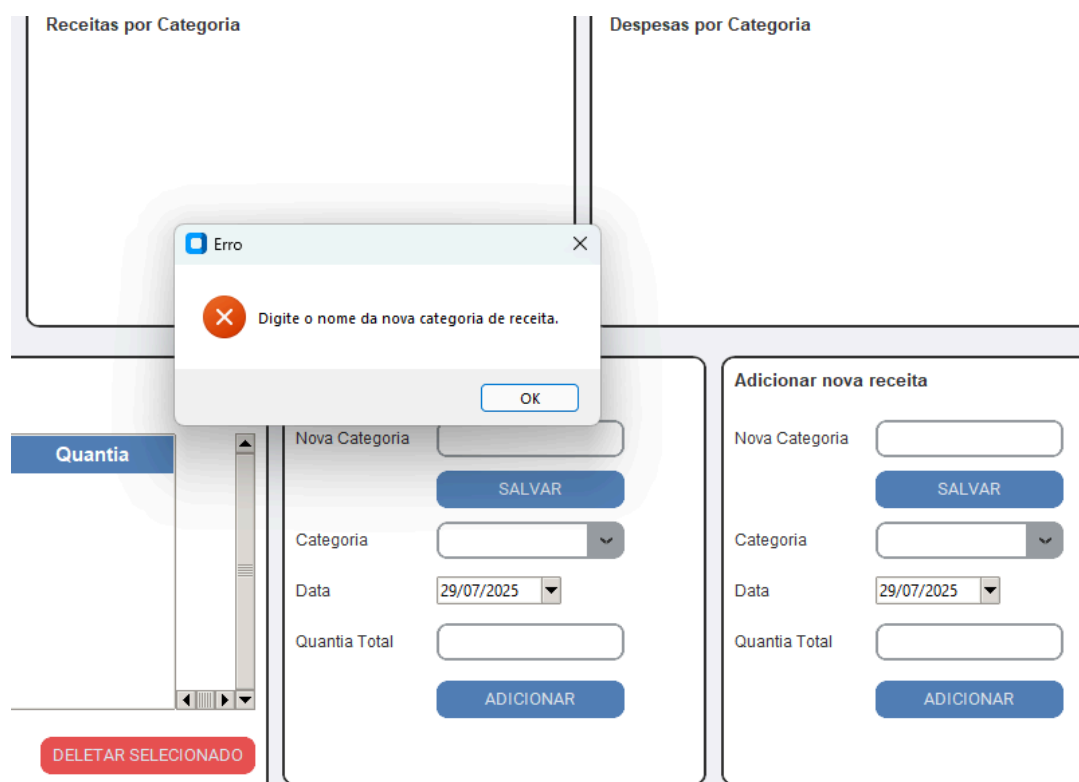 Receitas por Categoria
Despesas por Categoria
Erro
Digite o nome da nova categoria de receita.
OK
Quantia
DELETAR SELECIONADO
Nova Categoria
SALVAR
Categoria
Data
29/07/2025
Quantia Total
ADICIONAR
Adicionar nova receita
Nova Categoria
SALVAR
Categoria
Data
29/07/2025
Quantia Total
ADICIONAR